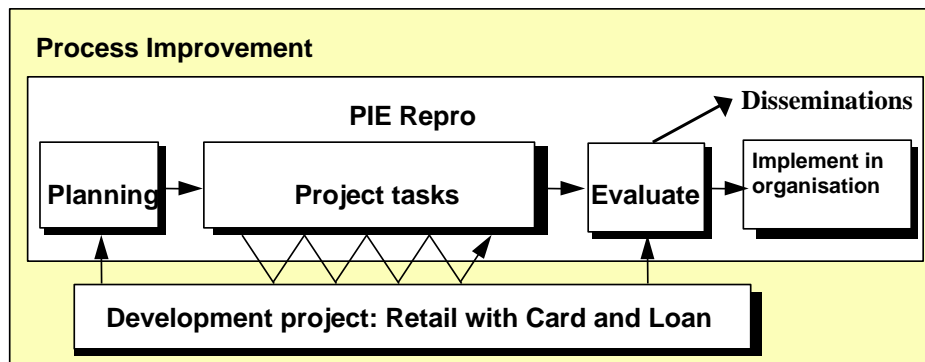 Process Improvement
Disseminations
PIE Repro
Planning
Project tasks
Evaluate
Implement in
organisation
Development project: Retail with Card and Loan